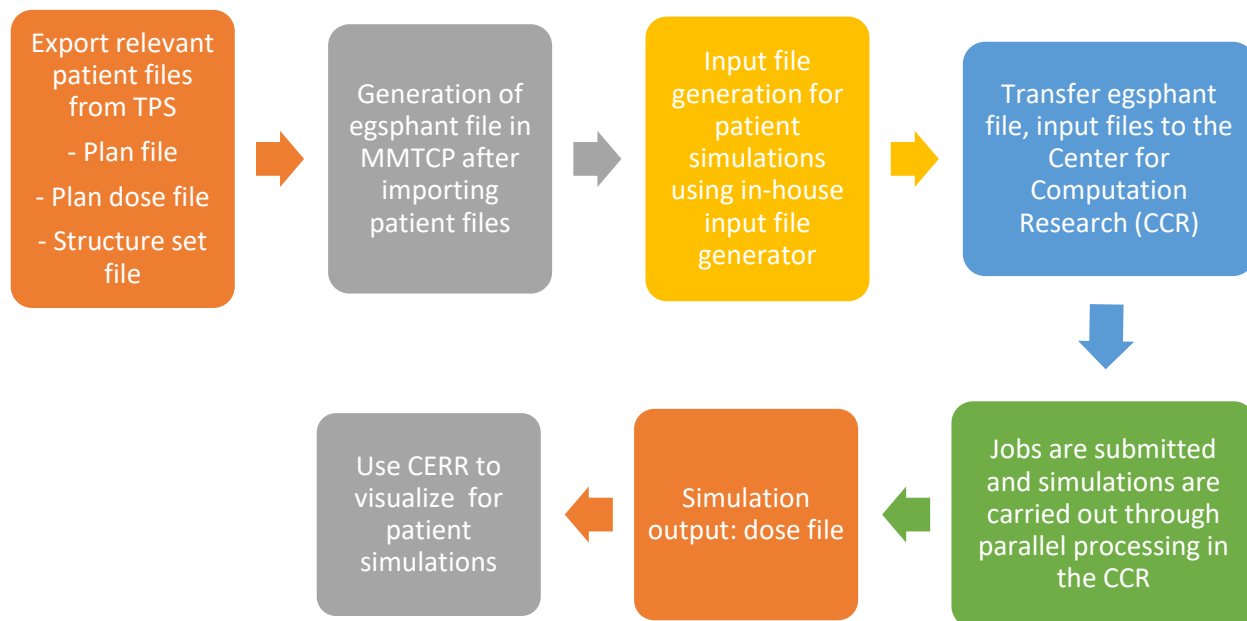 Export relevant
patient files
from TPS
- Plan file
- Plan dose file
- Structure set
file
Generation of
egsphant file in
MMTCP after
importing
patient files
Input file
generation for
patient
simulations
using in-house
input file
generator
Transfer egsphant
file, input files to the
Center for
Computation
Research (CCR)
Jobs are submitted
and simulations are
carried out through
parallel processing in
the CCR
Simulation
output: dose file
Use CERR to
visualize for
patient
simulations